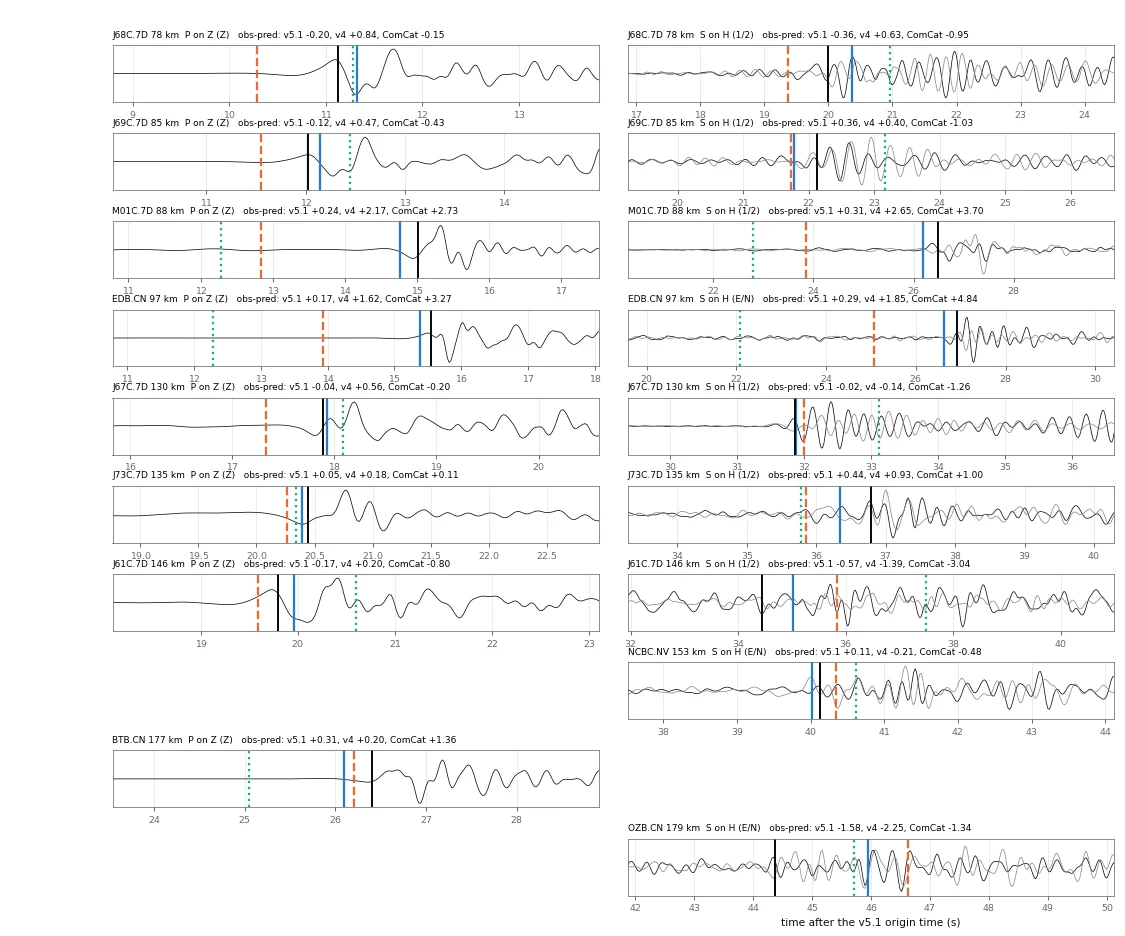 J68C.7D 78 km  P on Z (Z)   obs-pred: v5.1 -0.20, v4 +0.84, ComCat -0.15
9 10 11 12 13
J68C.7D 78 km  S on H (1/2)   obs-pred: v5.1 -0.36, v4 +0.63, ComCat -0.95
17 18 19 20 21 22 23 24
J69C.7D 85 km  P on Z (Z)   obs-pred: v5.1 -0.12, v4 +0.47, ComCat -0.43
11 12 13 14
J69C.7D 85 km  S on H (1/2)   obs-pred: v5.1 +0.36, v4 +0.40, ComCat -1.03
20 21 22 23 24 25 26
M01C.7D 88 km  P on Z (Z)   obs-pred: v5.1 +0.24, v4 +2.17, ComCat +2.73
11 12 13 14 15 16 17
M01C.7D 88 km  S on H (1/2)   obs-pred: v5.1 +0.31, v4 +2.65, ComCat +3.70
22 24 26 28
EDB.CN 97 km  P on Z (Z)   obs-pred: v5.1 +0.17, v4 +1.62, ComCat +3.27
11 12 13 14 15 16 17 18
EDB.CN 97 km  S on H (E/N)   obs-pred: v5.1 +0.29, v4 +1.85, ComCat +4.84
20 22 24 26 28 30
J67C.7D 130 km  P on Z (Z)   obs-pred: v5.1 -0.04, v4 +0.56, ComCat -0.20
16 17 18 19 20
J67C.7D 130 km  S on H (1/2)   obs-pred: v5.1 -0.02, v4 -0.14, ComCat -1.26
30 31 32 33 34 35 36
J73C.7D 135 km  P on Z (Z)   obs-pred: v5.1 +0.05, v4 +0.18, ComCat +0.11
19.0 19.5 20.0 20.5 21.0 21.5 22.0 22.5
J73C.7D 135 km  S on H (1/2)   obs-pred: v5.1 +0.44, v4 +0.93, ComCat +1.00
34 35 36 37 38 39 40
J61C.7D 146 km  P on Z (Z)   obs-pred: v5.1 -0.17, v4 +0.20, ComCat -0.80
19 20 21 22 23
J61C.7D 146 km  S on H (1/2)   obs-pred: v5.1 -0.57, v4 -1.39, ComCat -3.04
32 34 36 38 40
NCBC.NV 153 km  S on H (E/N)   obs-pred: v5.1 +0.11, v4 -0.21, ComCat -0.48
38 39 40 41 42 43 44
BTB.CN 177 km  P on Z (Z)   obs-pred: v5.1 +0.31, v4 +0.20, ComCat +1.36
24 25 26 27 28
OZB.CN 179 km  S on H (E/N)   obs-pred: v5.1 -1.58, v4 -2.25, ComCat -1.34
42 43 44 45 46 47 48 49 50
time after the v5.1 origin time (s)